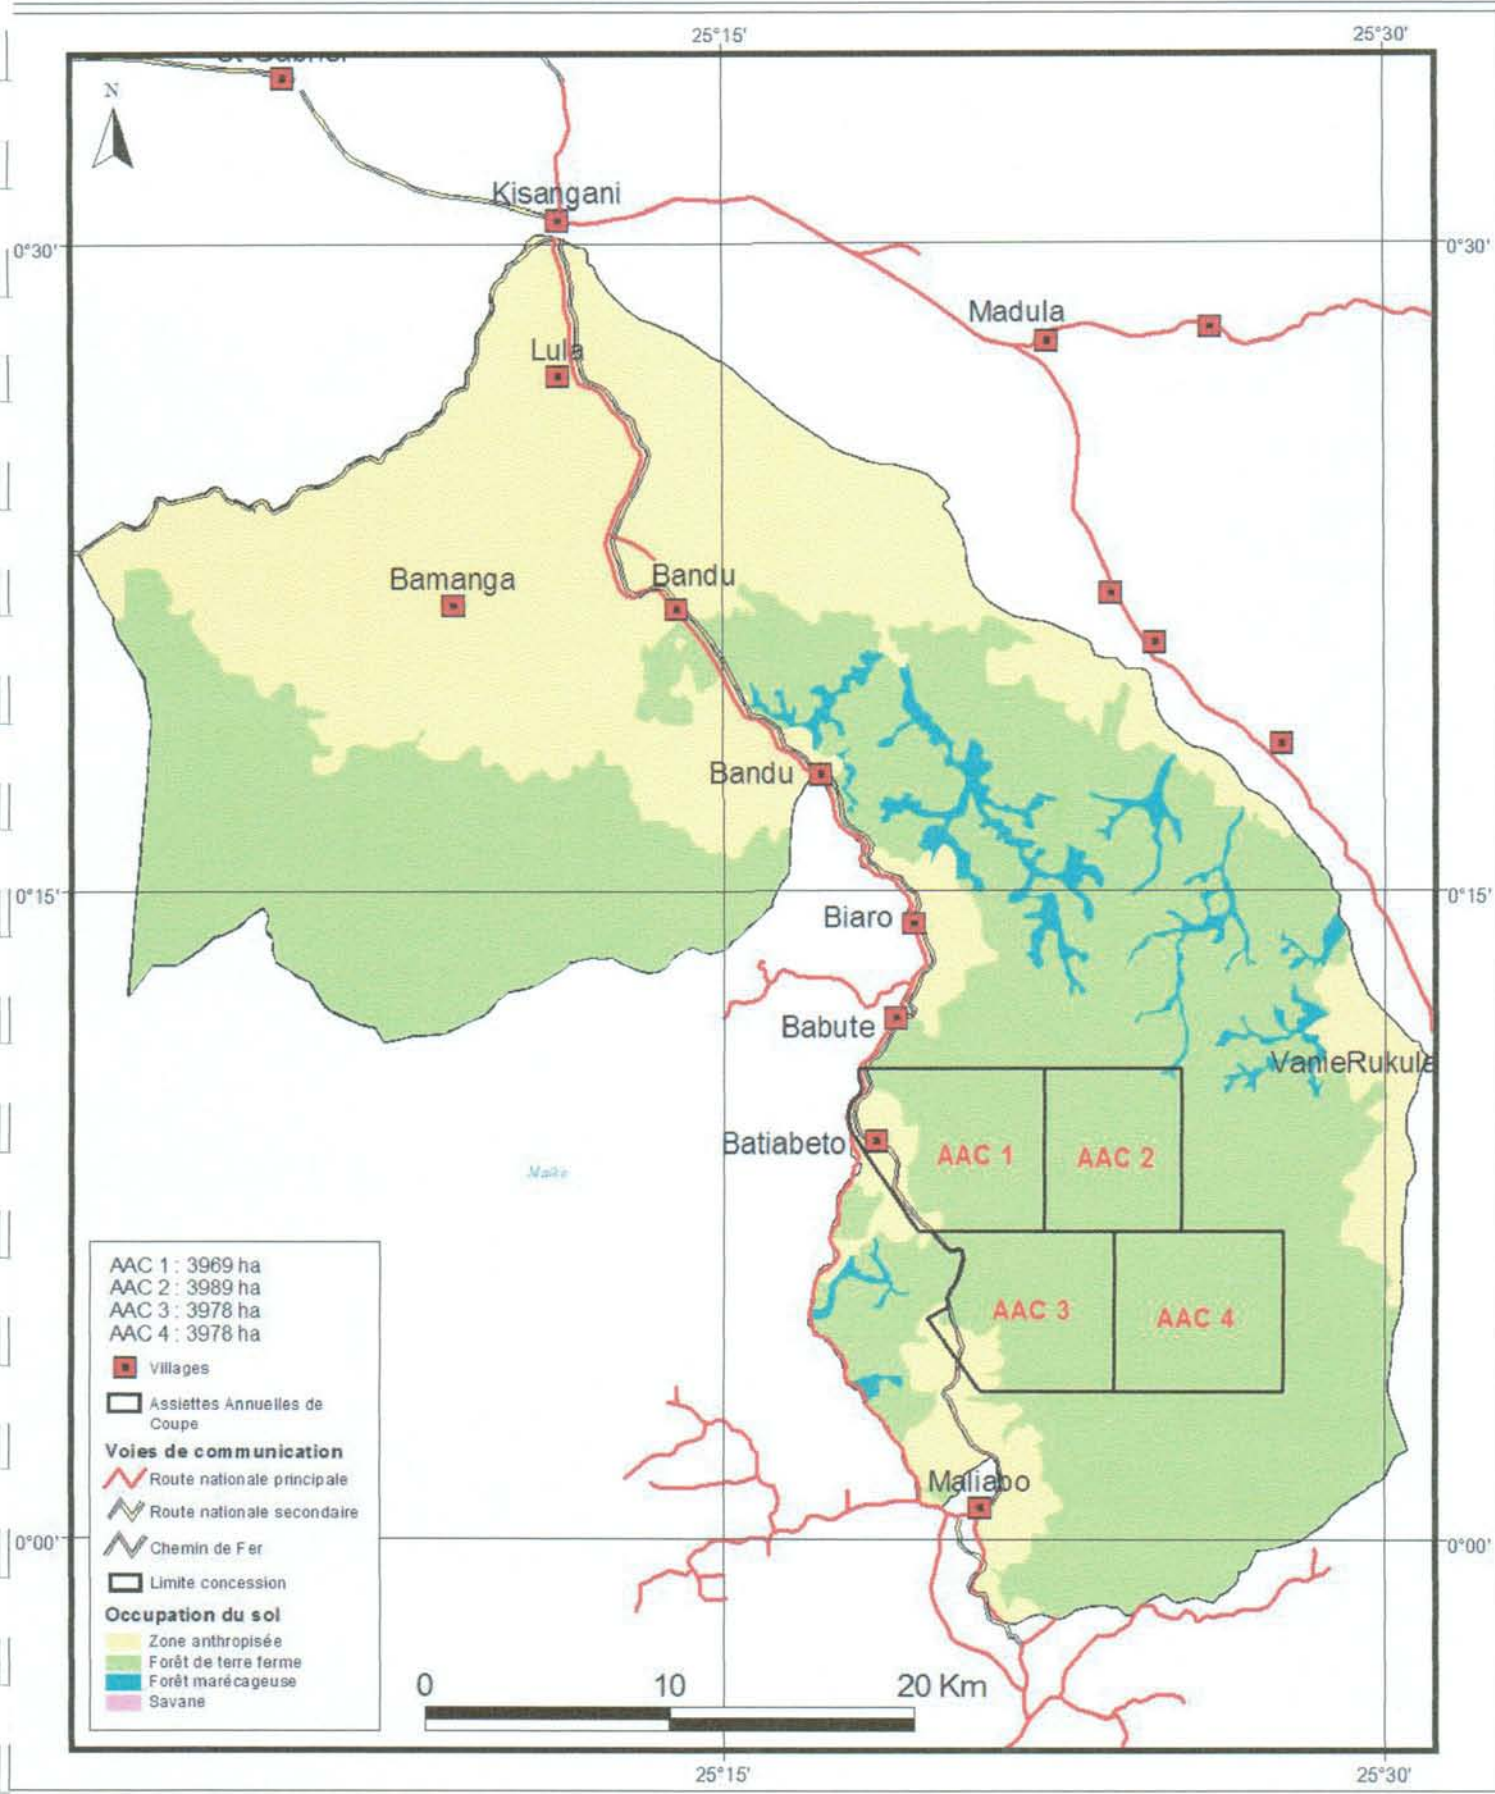 25°15'
25°30'
N
Kisangani
0°30'
0°30'
Madula
Lula
Bamanga
Bandu
Bandu
0°15'
0°15'
Biaro
Babute
VanieRukula
Batiabeto
AAC 1
AAC 2
AAC 3
AAC 4
AAC 1 : 3969 ha
AAC 2 : 3989 ha
AAC 3 : 3978 ha
AAC 4 : 3978 ha
Villages
Assiettes Annuelles de
Coupe
Voies de communication
Route nationale principale
Route nationale secondaire
Chemin de Fer
Limite concession
Occupation du sol
Zone anthropisée
Forêt de terre ferme
Forêt marécageuse
Savane
Maliabo
0°00'
0°00'
0
10
20 Km
25°15'
25°30'